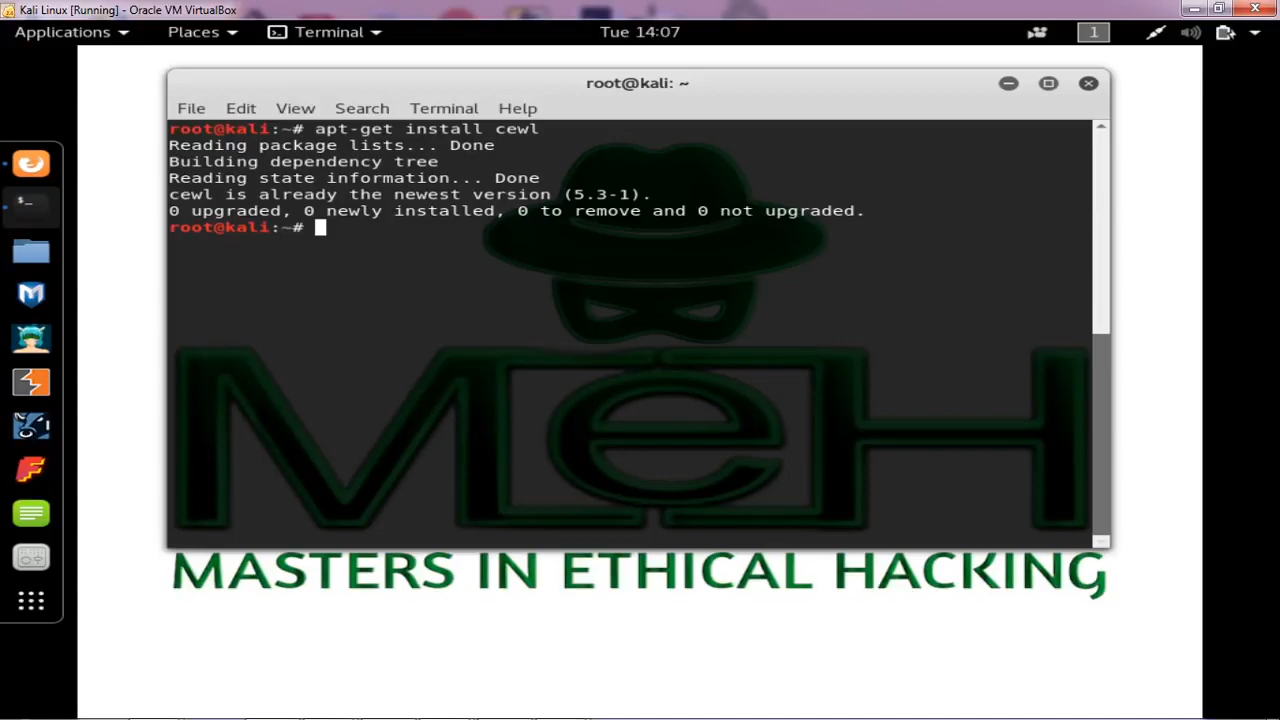 Kali Linux [Running] - Oracle VM VirtualBox
Applications Places Terminal Tue 14:07 1
root@kali: ~
File Edit View Search Terminal Help
root@kali:~# apt-get install cewl
Reading package lists... Done
Building dependency tree
Reading state information... Done
cewl is already the newest version (5.3-1).
0 upgraded, 0 newly installed, 0 to remove and 0 not upgraded.
root@kali:~#
MeH
MASTERS IN ETHICAL HACKING